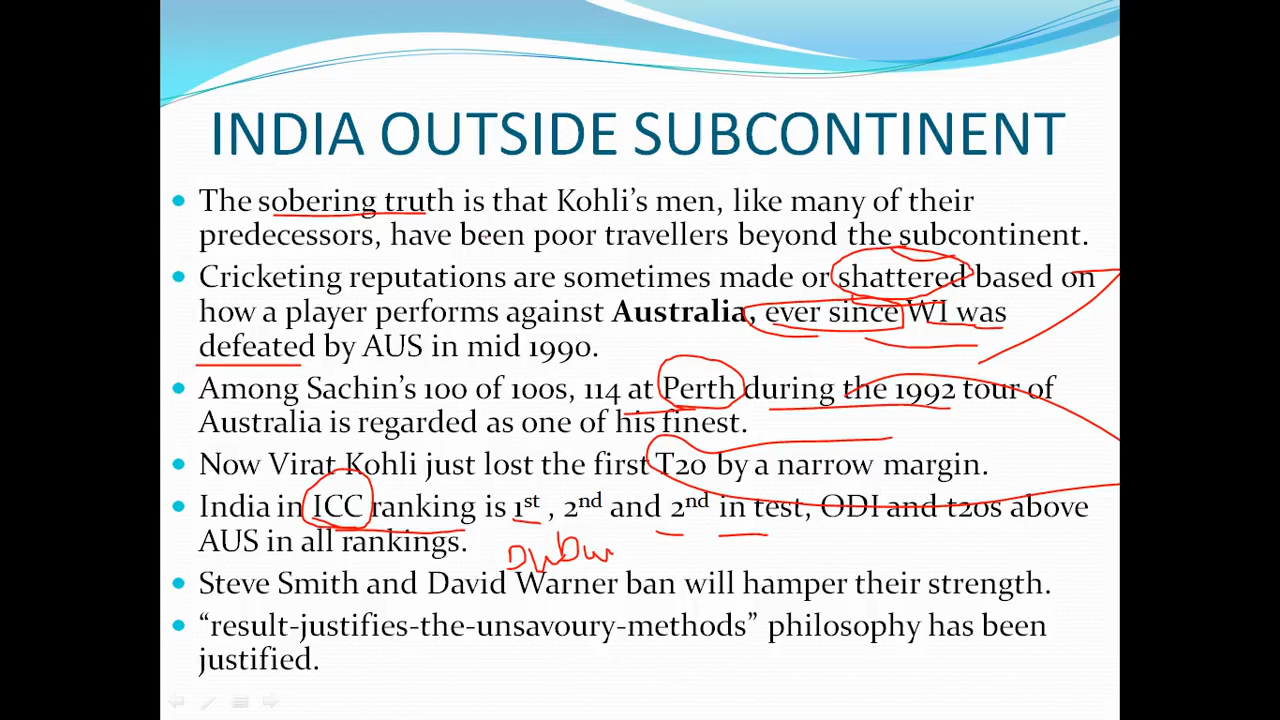 INDIA OUTSIDE SUBCONTINENT
• The sobering truth is that Kohli's men, like many of their
predecessors, have been poor travellers beyond the subcontinent.
• Cricketing reputations are sometimes made or shattered based on
how a player performs against Australia, ever since WI was
defeated by AUS in mid 1990.
• Among Sachin's 100 of 100s, 114 at Perth during the 1992 tour of
Australia is regarded as one of his finest.
• Now Virat Kohli just lost the first T20 by a narrow margin.
• India in ICC ranking is 1st , 2nd and 2nd in test, ODI and t20s above
AUS in all rankings.
• Steve Smith and David Warner ban will hamper their strength.
• “result-justifies-the-unsavoury-methods” philosophy has been
justified.